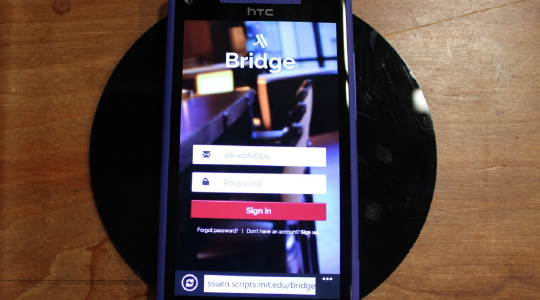 hTC
Bridge
Password
Sign in
Forgot password? | Don't have an account? Sign up
ssuen.scripts.mit.edu/bridge